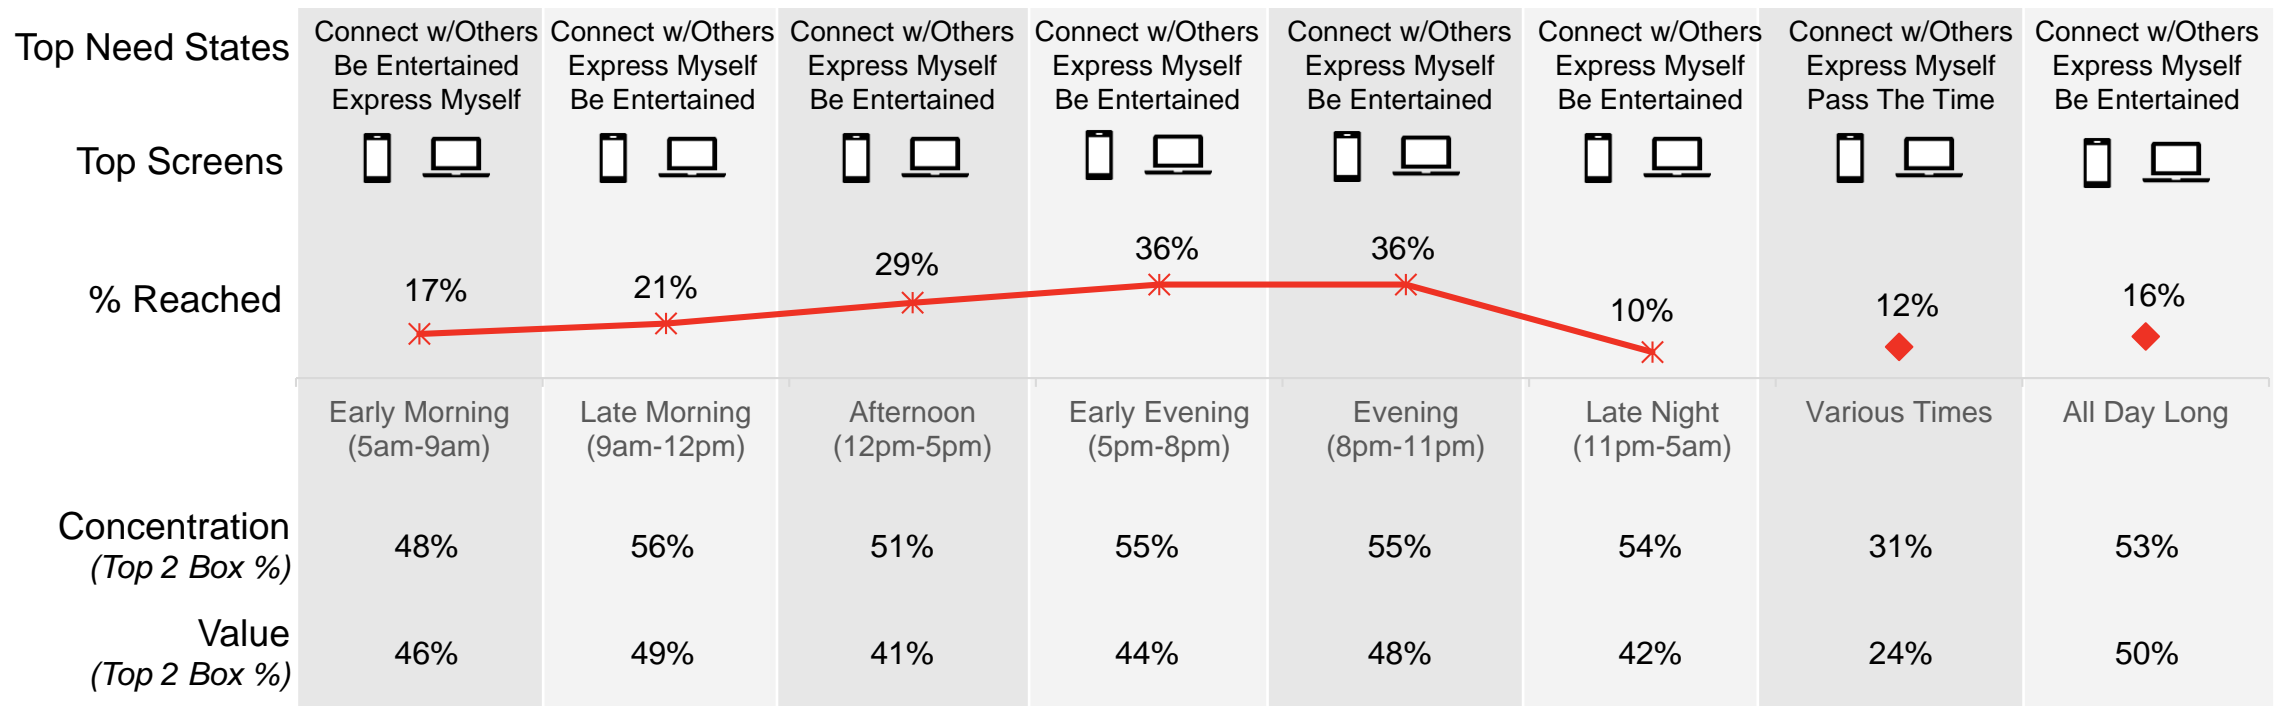 Top Need States
Connect w/Others
Be Entertained
Express Myself
Connect w/Others
Express Myself
Be Entertained
Connect w/Others
Express Myself
Be Entertained
Connect w/Others
Express Myself
Be Entertained
Connect w/Others
Express Myself
Be Entertained
Connect w/Others
Express Myself
Be Entertained
Connect w/Others
Express Myself
Pass The Time
Connect w/Others
Express Myself
Be Entertained
Top Screens
% Reached
17%
21%
29%
36%
36%
10%
12%
16%
Early Morning
(5am-9am)
Late Morning
(9am-12pm)
Afternoon
(12pm-5pm)
Early Evening
(5pm-8pm)
Evening
(8pm-11pm)
Late Night
(11pm-5am)
Various Times
All Day Long
Concentration
(Top 2 Box %)
48%
56%
51%
55%
55%
54%
31%
53%
Value
(Top 2 Box %)
46%
49%
41%
44%
48%
42%
24%
50%